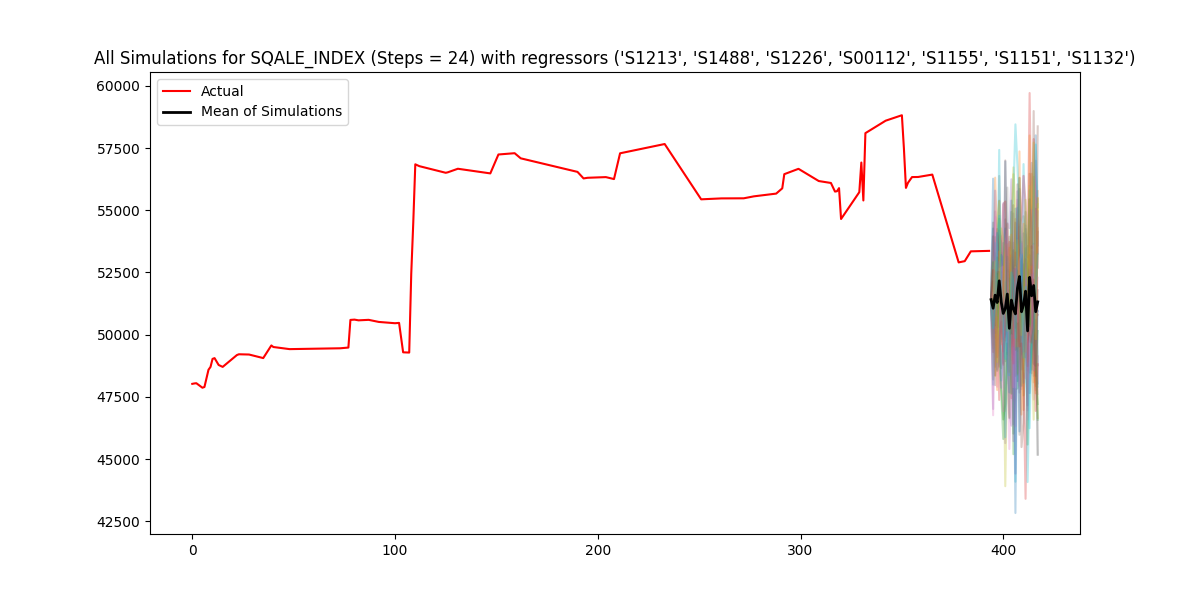 All Simulations for SQALE_INDEX (Steps = 24) with regressors ('S1213', 'S1488', 'S1226', 'S00112', 'S1155', 'S1151', 'S1132')
Actual
Mean of Simulations
60000
57500
55000
52500
50000
47500
45000
42500
0 100 200 300 400